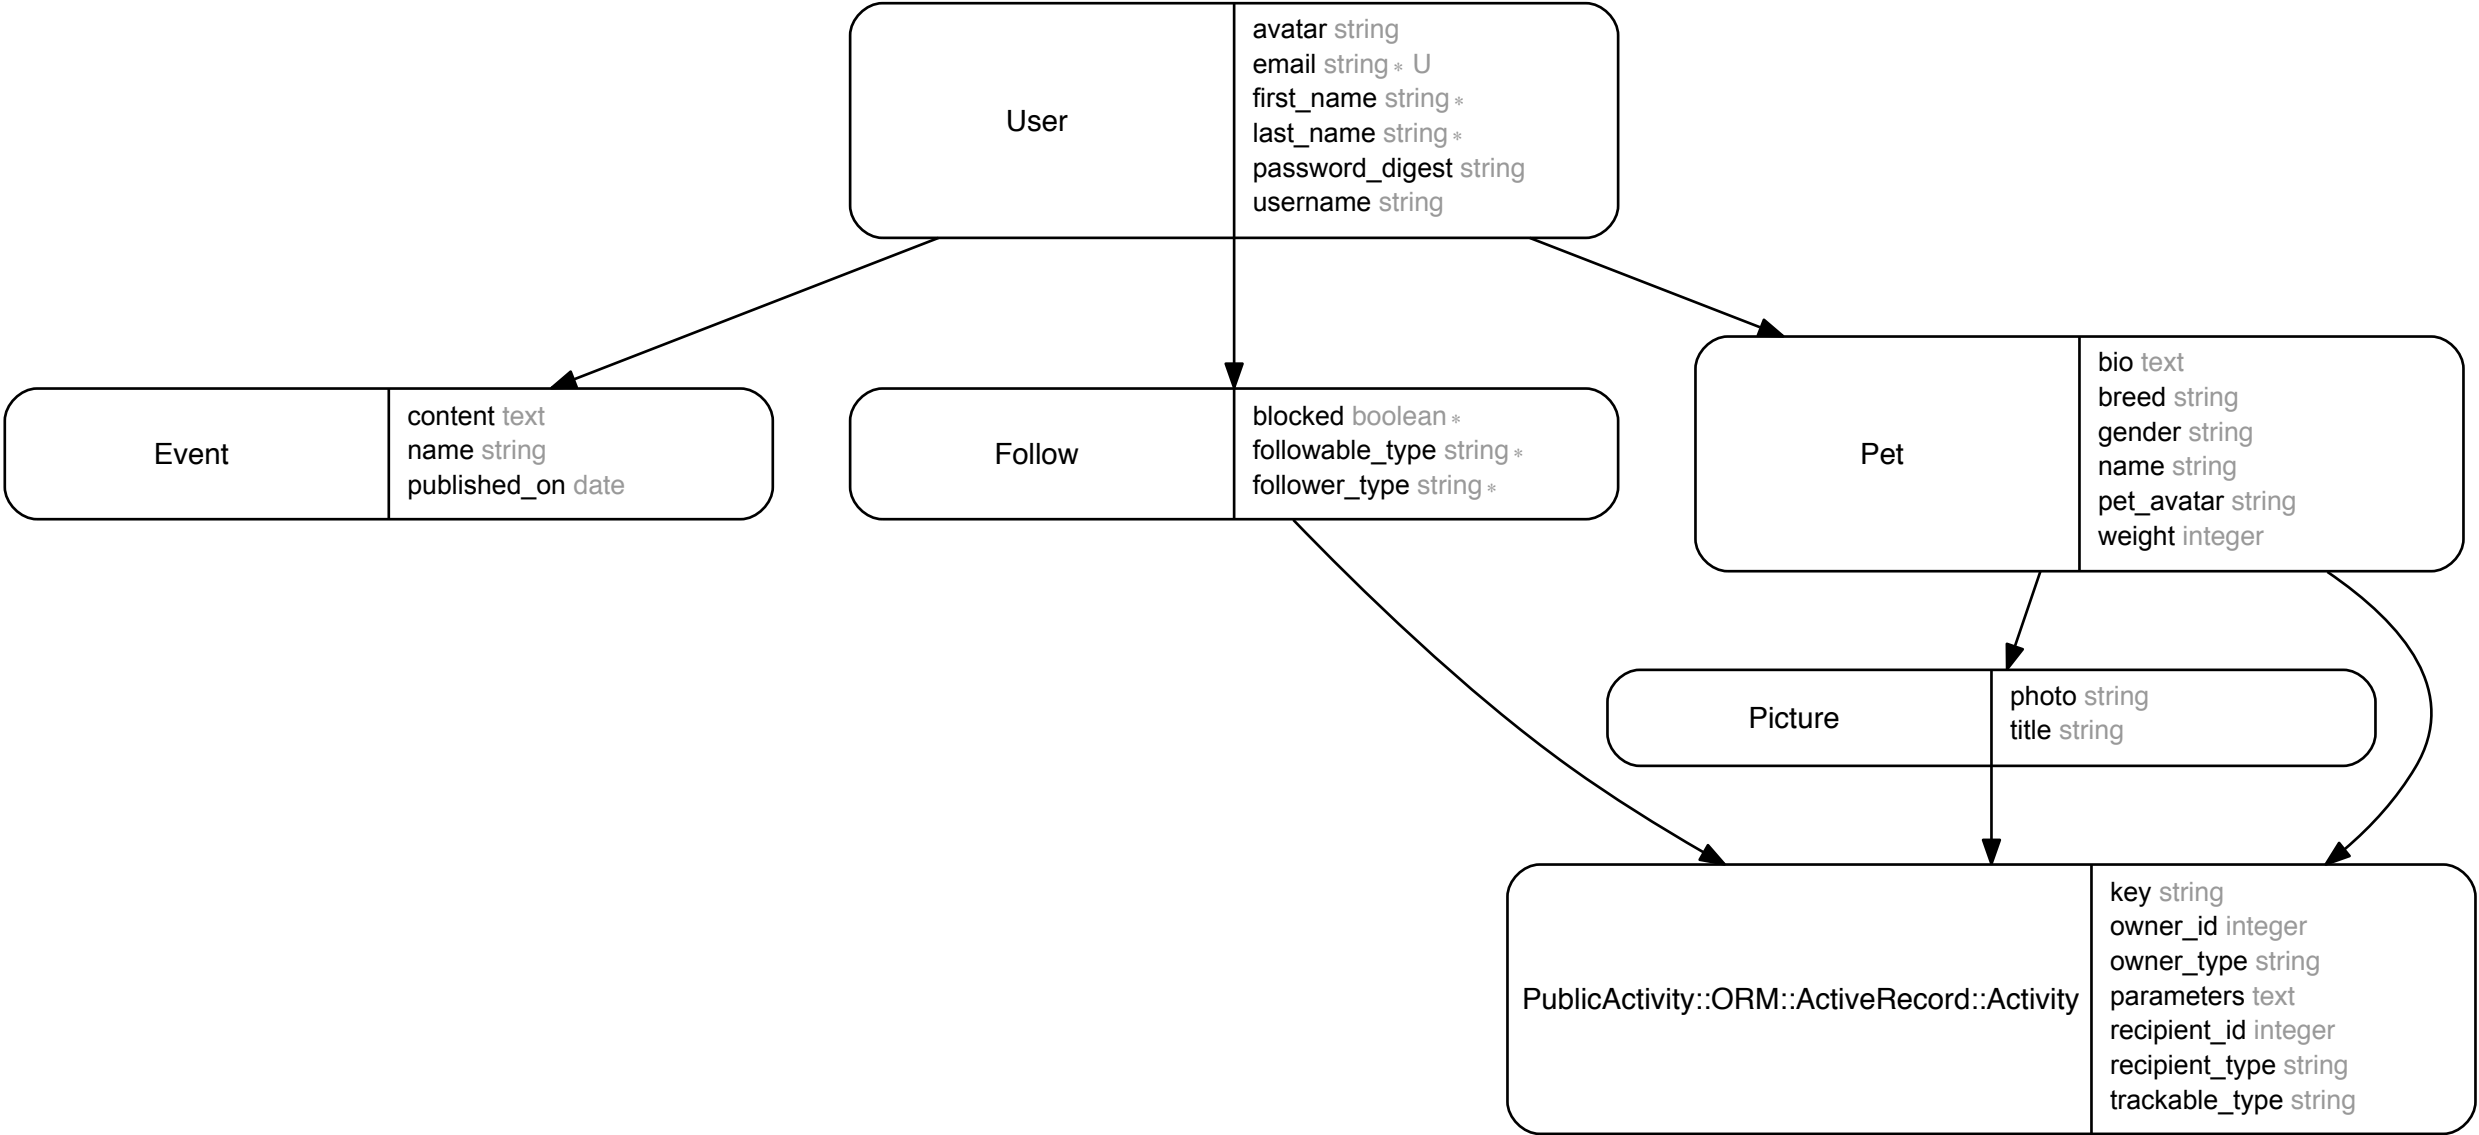 User
avatar string
email string* U
first_name string*
last_name string*
password_digest string
username string
Event
content text
name string
published_on date
Follow
blocked boolean*
followable_type string*
follower_type string*
Pet
bio text
breed string
gender string
name string
pet_avatar string
weight integer
Picture
photo string
title string
PublicActivity::ORM::ActiveRecord::Activity
key string
owner_id integer
owner_type string
parameters text
recipient_id integer
recipient_type string
trackable_type string